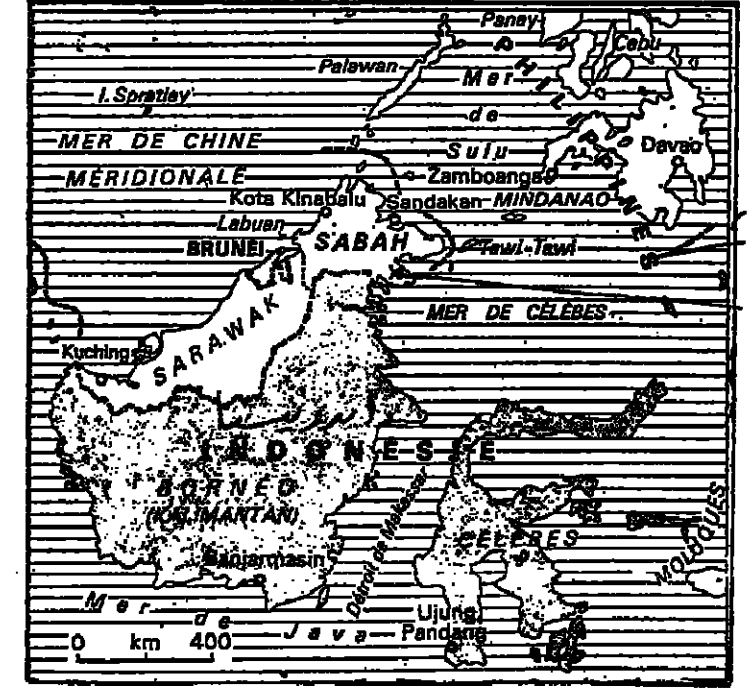 Panay
Cebu
Palawan
PHILIPPINES
Mer
de
Sulu
I. Spratley
MER DE CHINE
MÉRIDIONALE
Davao
Zamboanga
Kota Kinabalu
Sandakan
MINDANAO
Labuan
BRUNEI
SABAH
Tawi-Tawi
MER DE CÉLÈBES
SARAWAK
Kuching
INDONÉSIE
BORNÉO
(KALIMANTAN)
Détroit de Makassar
CÉLÈBES
MOLUQUES
Banjarmasin
Mer de Java
Ujung
Pandang
0 km 400